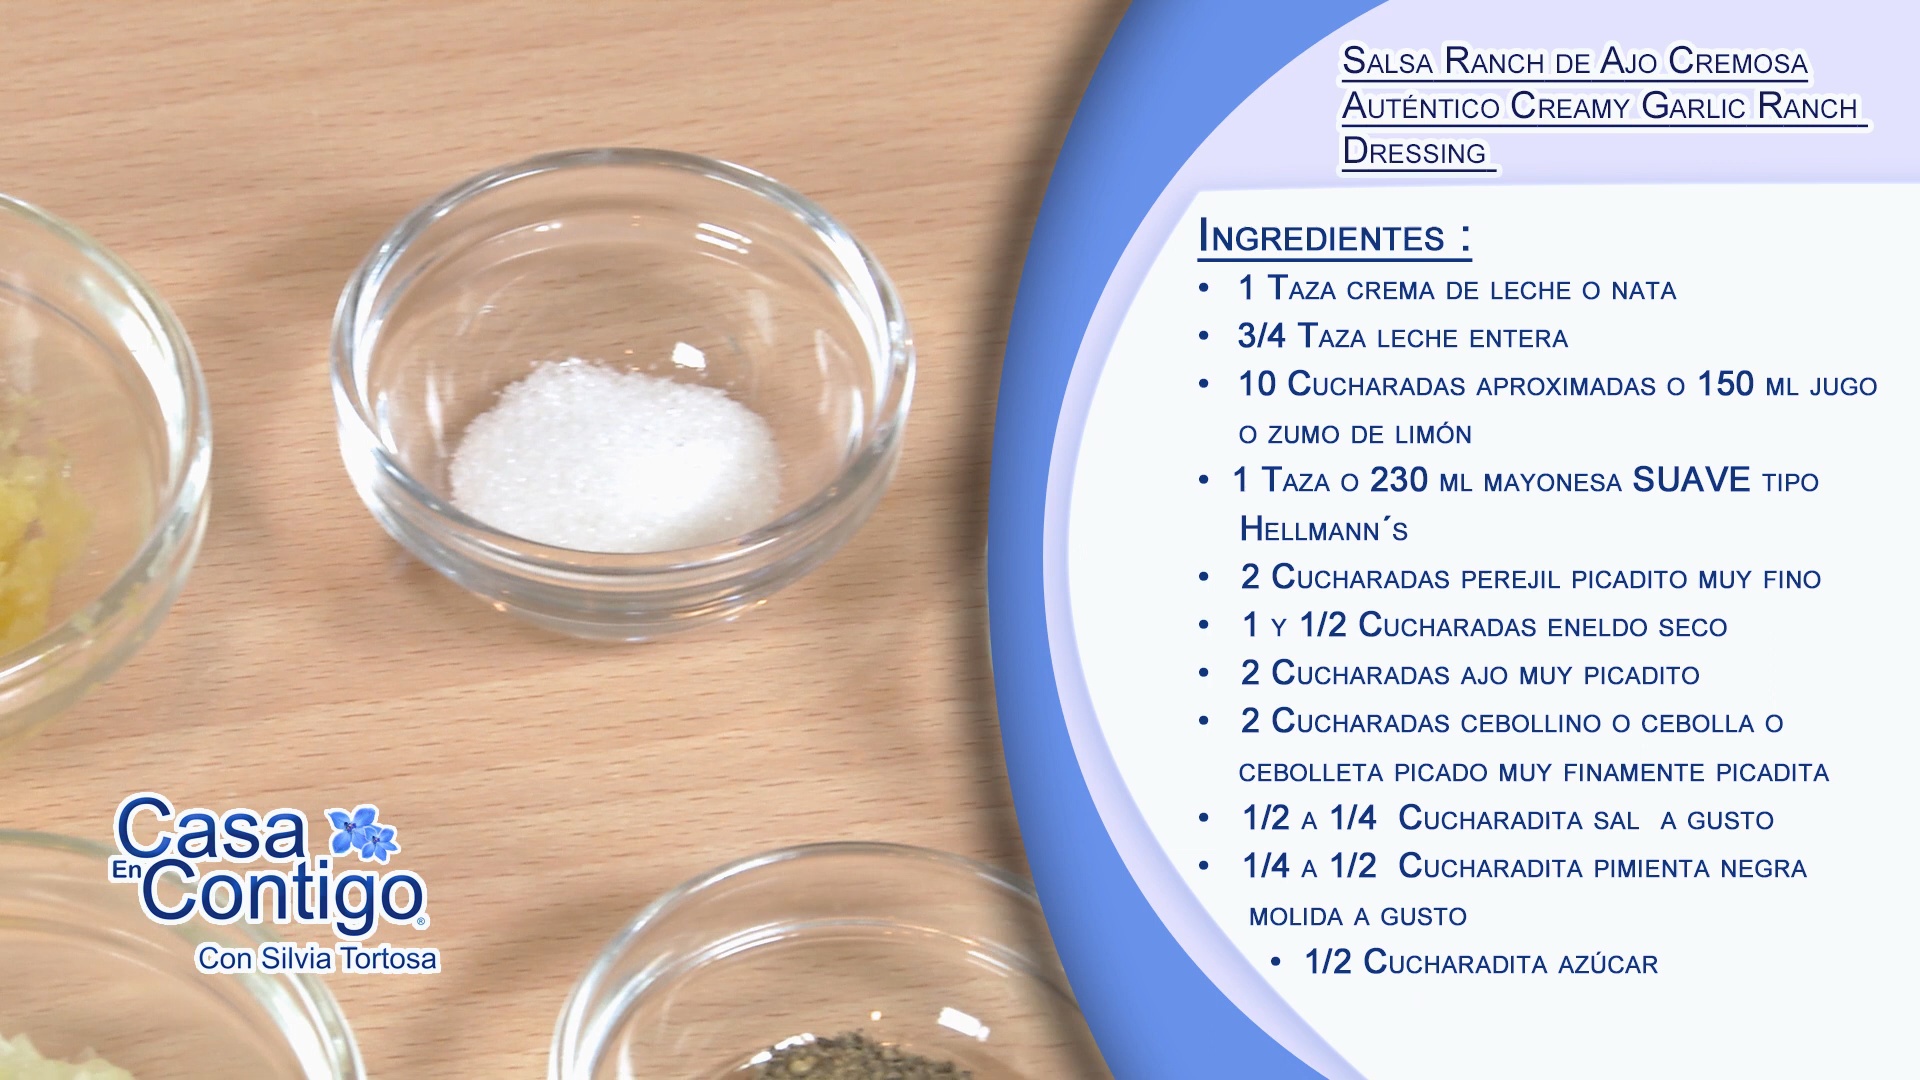 Salsa Ranch de Ajo Cremosa
Auténtico Creamy Garlic Ranch
Dressing
Ingredientes :
• 1 Taza crema de leche o nata
• 3/4 Taza leche entera
• 10 Cucharadas aproximadas o 150 ml jugo
o zumo de limón
• 1 Taza o 230 ml mayonesa SUAVE tipo
Hellmann´s
• 2 Cucharadas perejil picadito muy fino
• 1 y 1/2 Cucharadas eneldo seco
• 2 Cucharadas ajo muy picadito
• 2 Cucharadas cebollino o cebolla o
cebolleta picado muy finamente picadita
• 1/2 a 1/4 Cucharadita sal a gusto
• 1/4 a 1/2 Cucharadita pimienta negra
molida a gusto
• 1/2 Cucharadita azúcar
Casa
En Contigo®
Con Silvia Tortosa